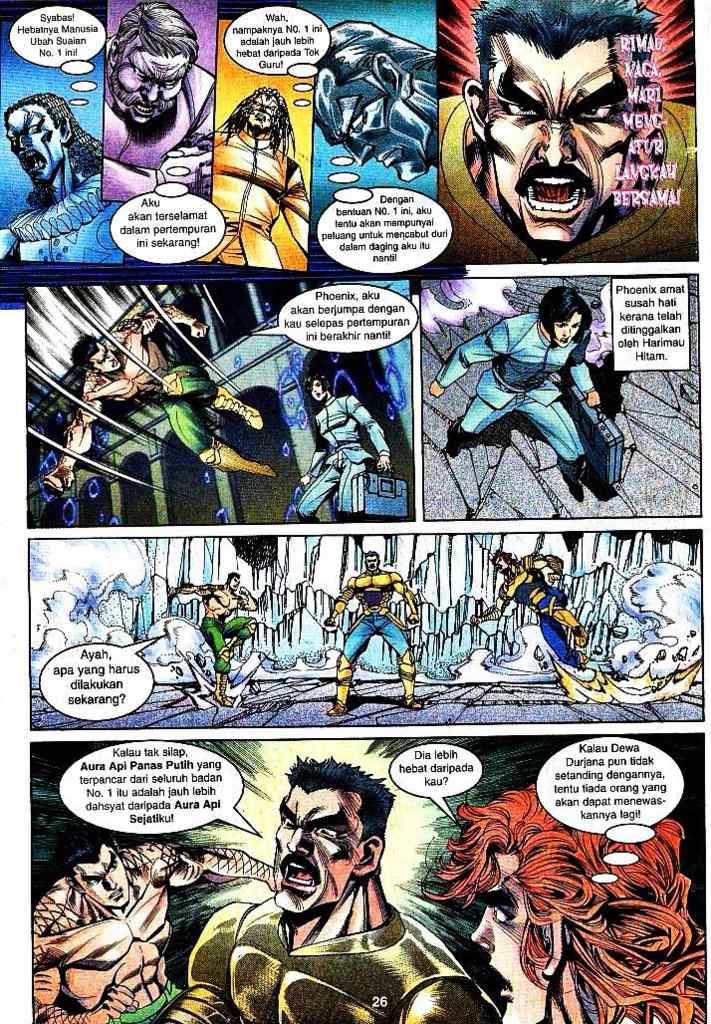 Syabas!
Hebatnya Manusia
Ubah Suaian
No. 1 ini!
Aku
akan terselamat
dalam pertempuran
ini sekarang!
Wah,
nampaknya N0. 1 ini
adalah jauh lebih
hebat daripada Tok
Guru!
Dengan
bantuan N0. 1 ini, aku
tentu akan mempunyai
peluang untuk mencabut duri
dalam daging aku itu
nanti!
RIMAU,
NAGA,
MARI
MENG-
ATUR
LANGKAH
BERSAMA!
Phoenix, aku
akan berjumpa dengan
kau selepas pertempuran
ini berakhir nanti!
Phoenix amat
susah hati
kerana telah
ditinggalkan
oleh Harimau
Hitam.
Ayah,
apa yang harus
dilakukan
sekarang?
Kalau tak silap,
Aura Api Panas Putih yang
terpancar dari seluruh badan
No. 1 itu adalah jauh lebih
dahsyat daripada Aura Api
Sejatiku!
Dia lebih
hebat daripada
kau?
Kalau Dewa
Durjana pun tidak
setanding dengannya,
tentu tiada orang yang
akan dapat menewas-
kannya lagi!
26